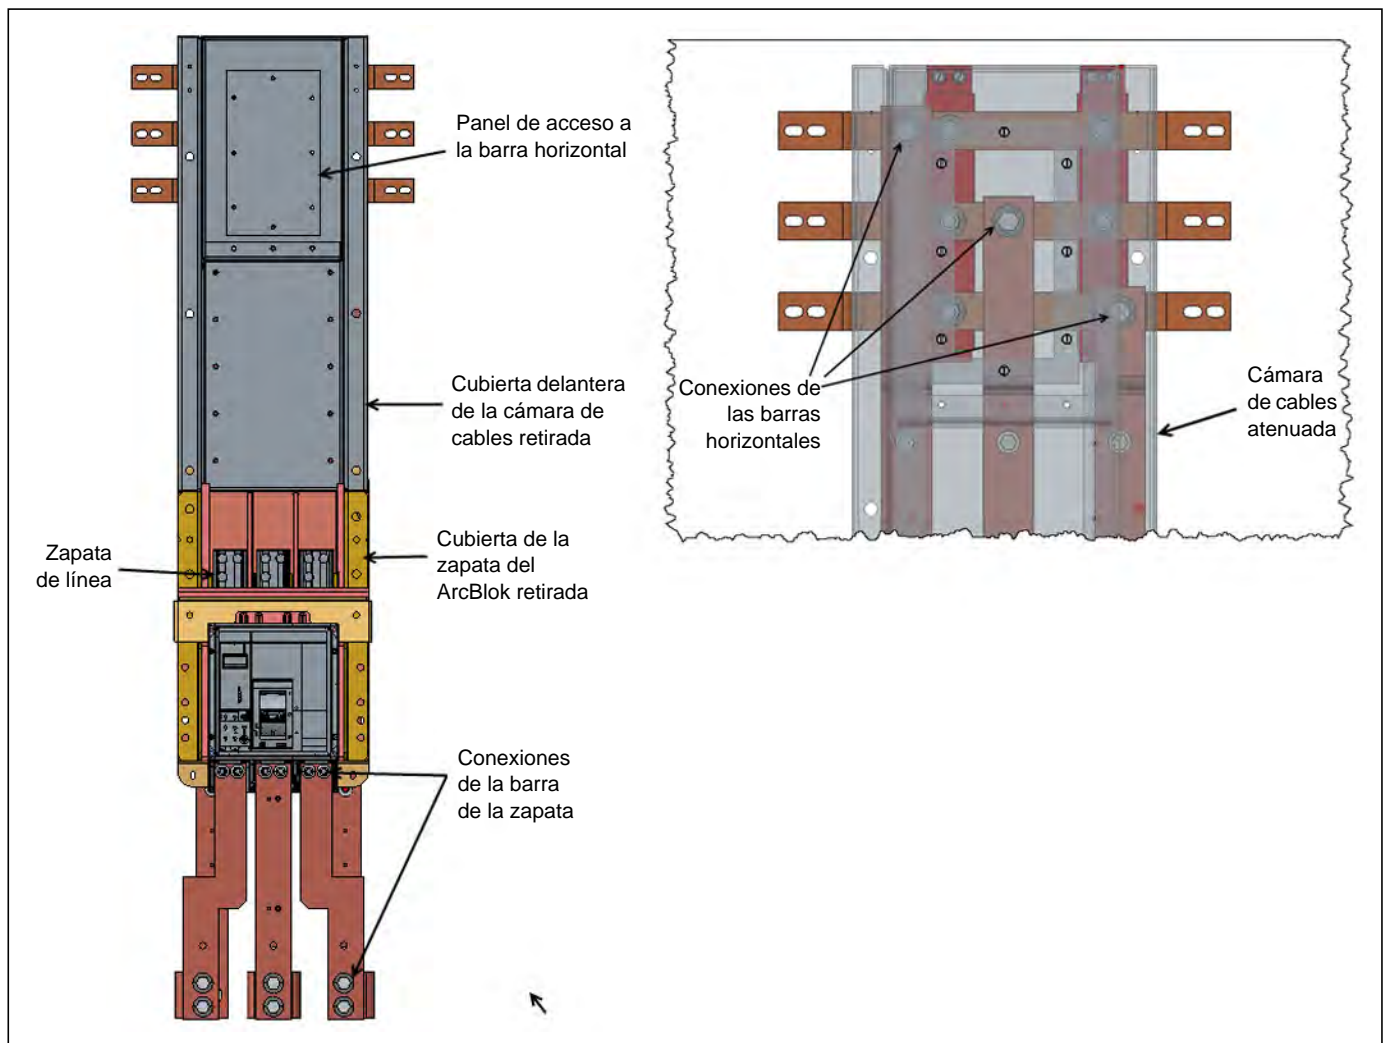 Panel de acceso a
la barra horizontal
Cubierta delantera
de la cámara de
cables retirada
Zapata
de línea
Cubierta de la
zapata del
ArcBlok retirada
Conexiones
de la barra
de la zapata
Conexiones de
las barras
horizontales
Cámara
de cables
atenuada